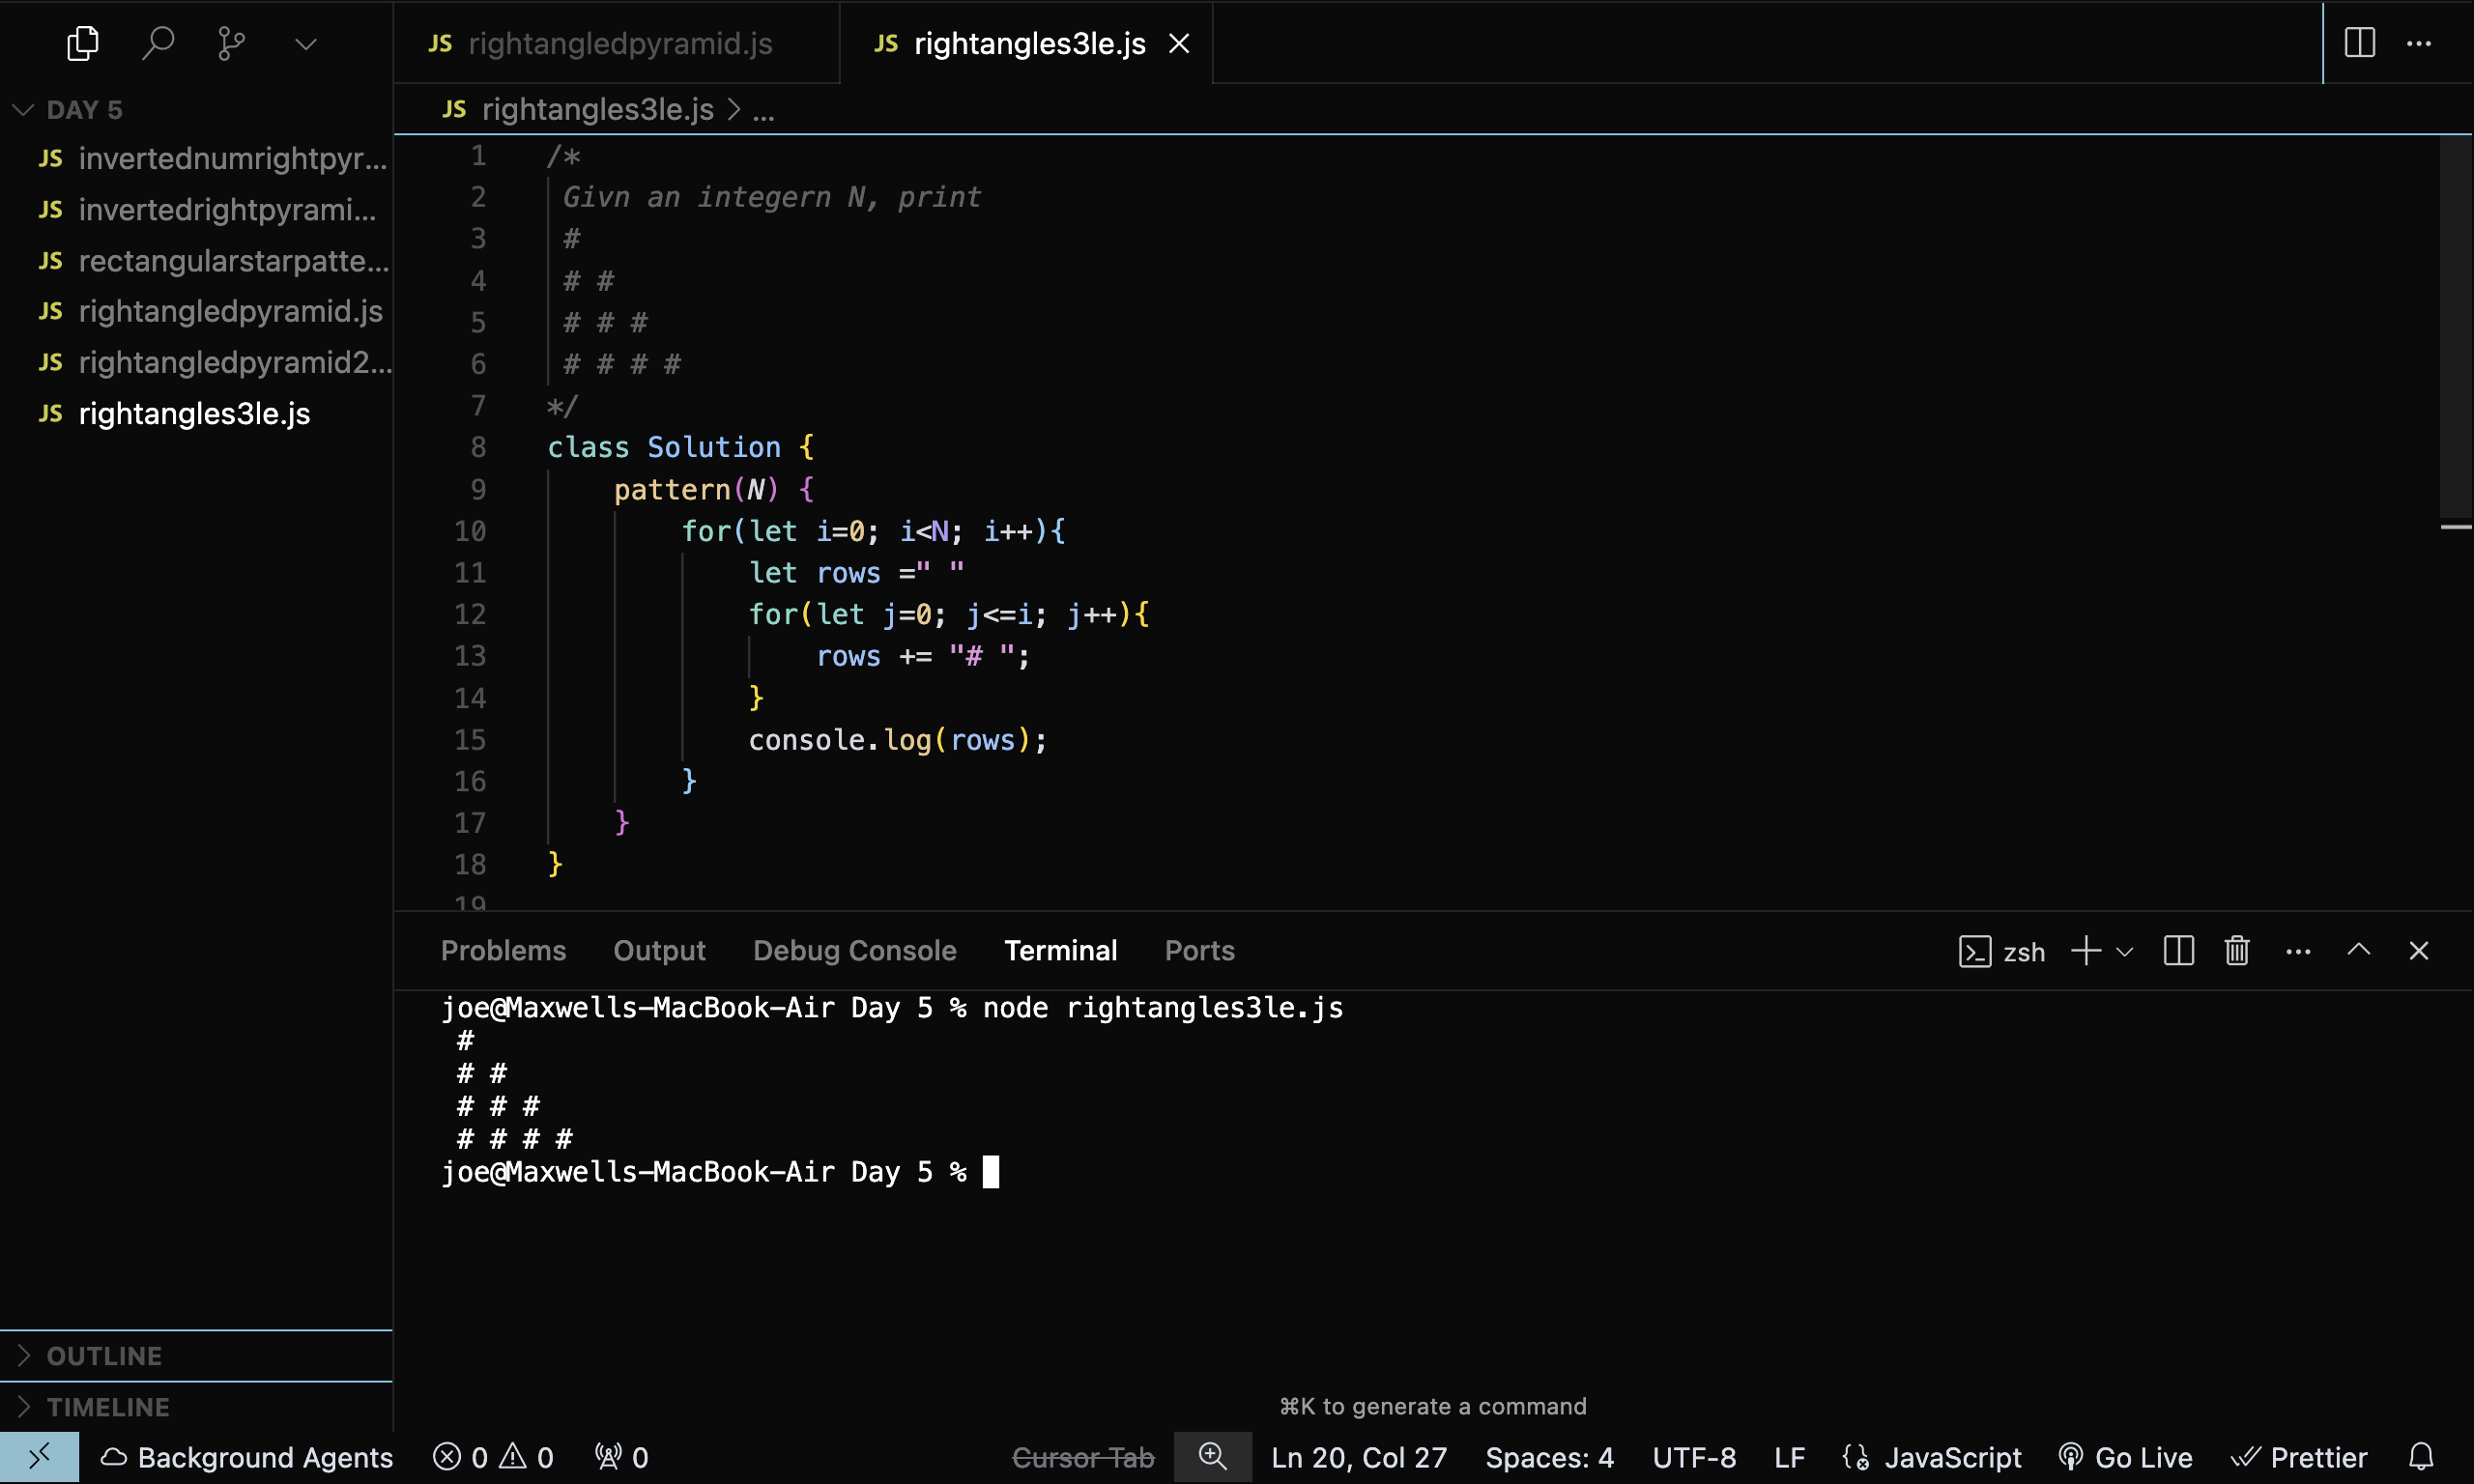 JS rightangledpyramid.js
JS rightangles3le.js
DAY 5
JS rightangles3le.js > ...
JS invertednumrightpyr...
JS invertedrightpyrami...
JS rectangularstarpatte...
JS rightangledpyramid.js
JS rightangledpyramid2...
JS rightangles3le.js
1 /*
2 Givn an integern N, print
3 #
4 # #
5 # # #
6 # # # #
7 */
8 class Solution {
9 pattern(N) {
10 for(let i=0; i<N; i++){
11 let rows =" "
12 for(let j=0; j<=i; j++){
13 rows += "# ";
14 }
15 console.log(rows);
16 }
17 }
18 }
19
Problems Output Debug Console Terminal Ports
zsh
joe@Maxwells-MacBook-Air Day 5 % node rightangles3le.js
#
# #
# # #
# # # #
joe@Maxwells-MacBook-Air Day 5 %
OUTLINE
TIMELINE
⌘K to generate a command
Background Agents 0 0 0 Cursor Tab Ln 20, Col 27 Spaces: 4 UTF-8 LF JavaScript Go Live Prettier